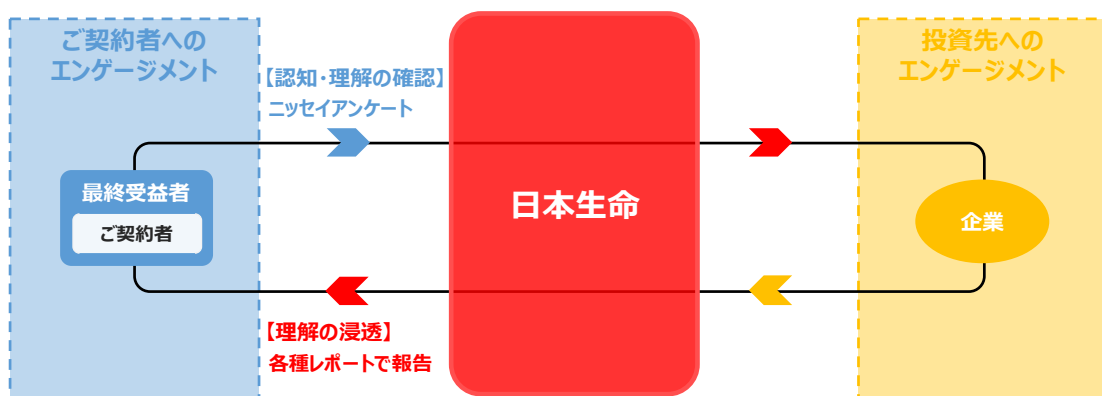 ご契約者への
エンゲージメント
【認知・理解の確認】
ニッセイアンケート
投資先への
エンゲージメント
最終受益者
ご契約者
日本生命
企業
【理解の浸透】
各種レポートで報告